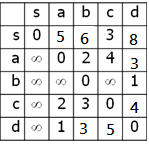 s a b c d
s 0 5 6 3 8
a ∞ 0 2 4 3
b ∞ ∞ 0 ∞ 1
c ∞ 2 3 0 4
d ∞ 1 3 5 0